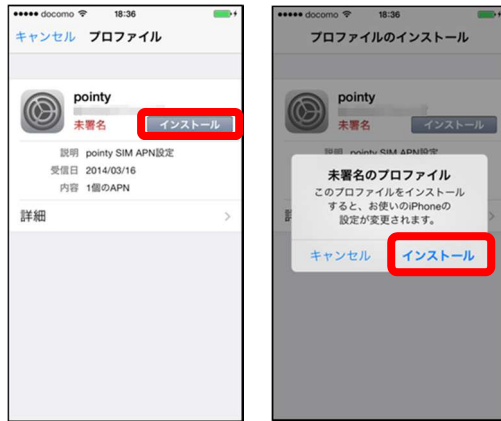 docomo 18:36
キャンセル プロファイル
pointy
未署名 インストール
説明 pointy SIM APN設定
受信日 2014/03/16
内容 1個のAPN
詳細
docomo 18:36
プロファイルのインストール
pointy
未署名 インストール
説明 pointy SIM APN設定
未署名のプロファイル
このプロファイルをインストール
すると、お使いのiPhoneの
設定が変更されます。
キャンセル インストール